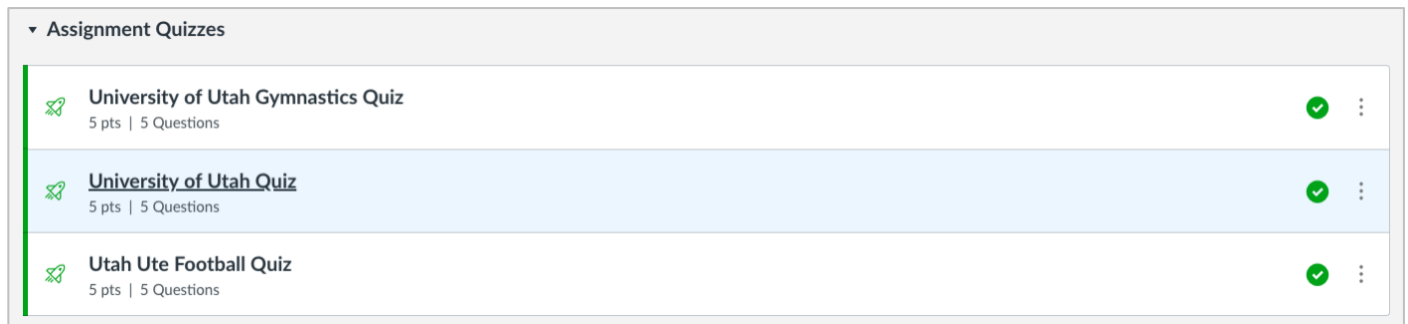 Assignment Quizzes
University of Utah Gymnastics Quiz
5 pts | 5 Questions
University of Utah Quiz
5 pts | 5 Questions
Utah Ute Football Quiz
5 pts | 5 Questions